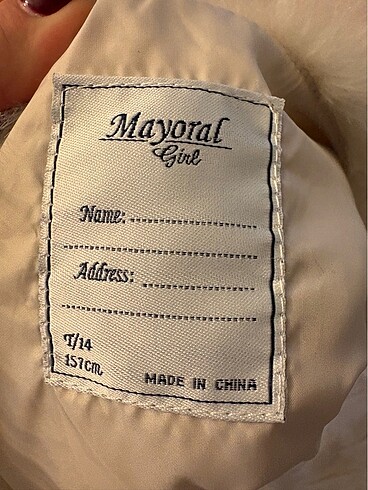 Mayoral
Girl
Name:
Address:
T/14
157cm
MADE IN CHINA